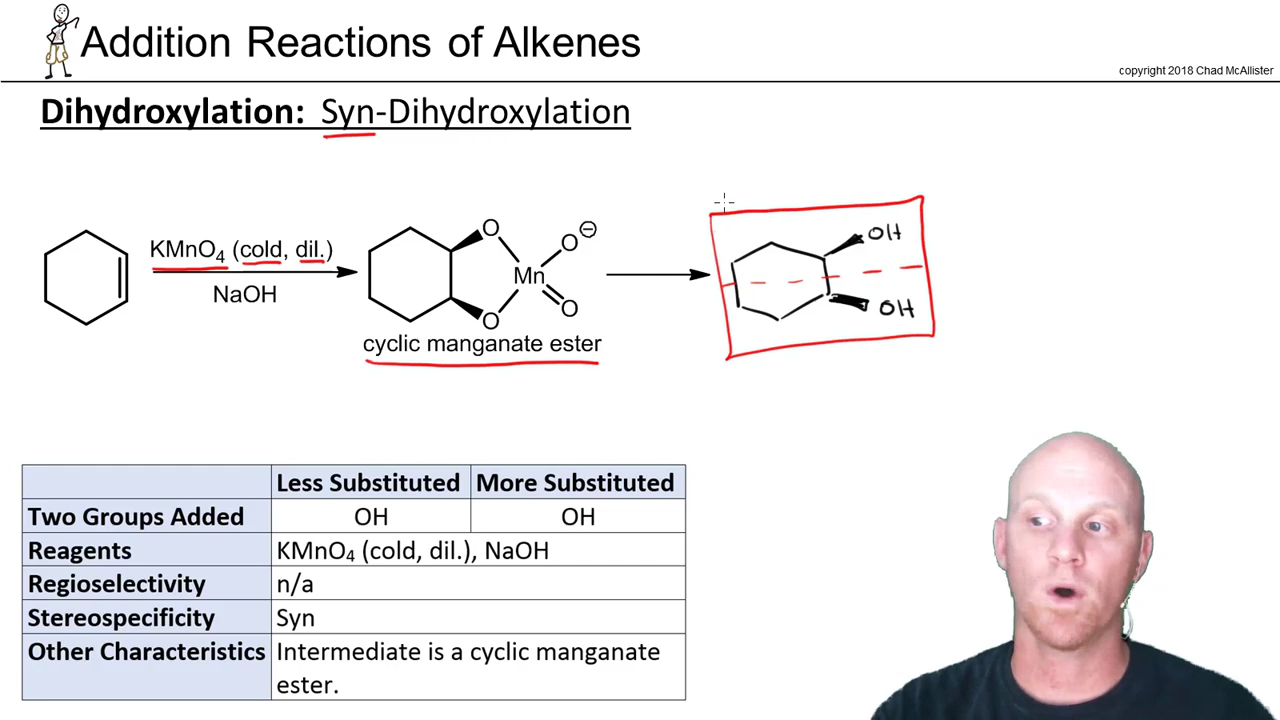 Addition Reactions of Alkenes
copyright 2018 Chad McAllister
Dihydroxylation: Syn-Dihydroxylation
KMnO₄ (cold, dil.)
NaOH
O
O
O ⊖
Mn
O
cyclic manganate ester
OH
OH
Less Substituted More Substituted
Two Groups Added OH OH
Reagents KMnO₄ (cold, dil.), NaOH
Regioselectivity n/a
Stereospecificity Syn
Other Characteristics Intermediate is a cyclic manganate
ester.